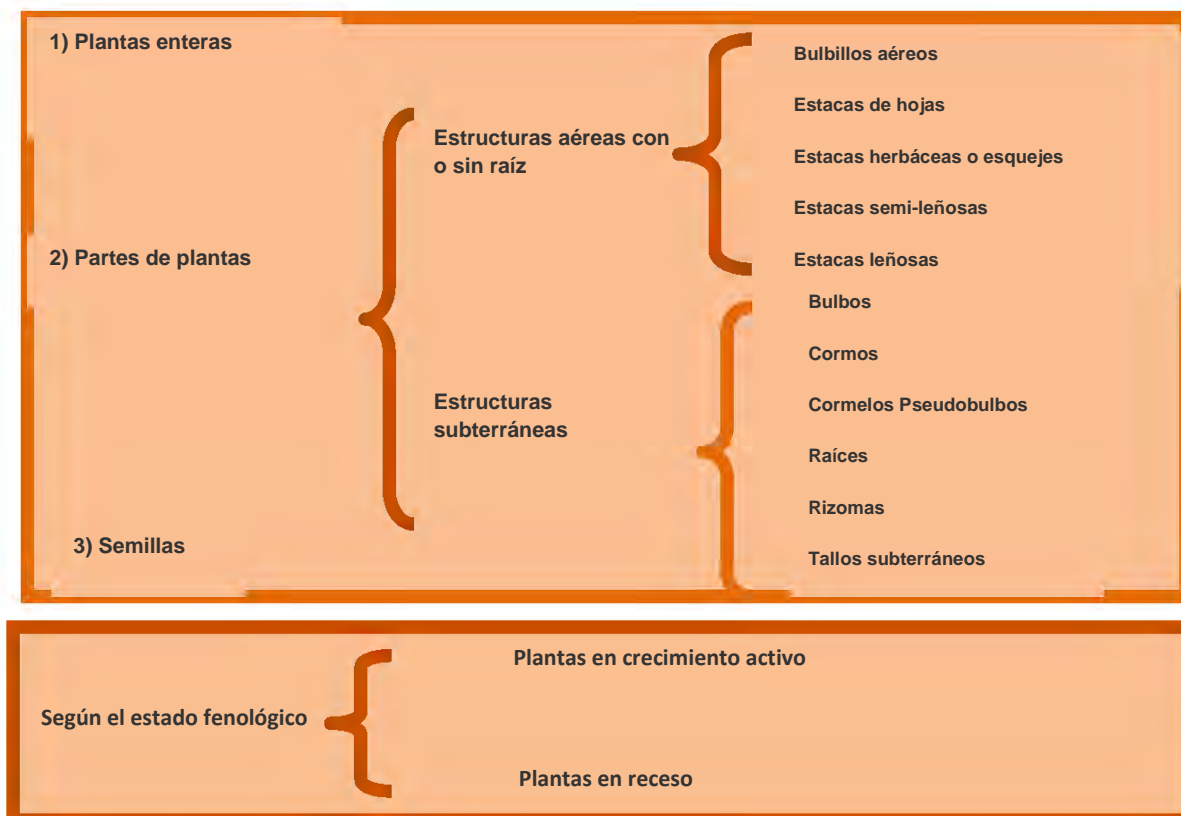 1) Plantas enteras
2) Partes de plantas
3) Semillas
Estructuras aéreas con
o sin raíz
Bulbillos aéreos
Estacas de hojas
Estacas herbáceas o esquejes
Estacas semi-leñosas
Estacas leñosas
Estructuras
subterráneas
Bulbos
Cormos
Cormelos Pseudobulbos
Raíces
Rizomas
Tallos subterráneos
Según el estado fenológico
Plantas en crecimiento activo
Plantas en receso